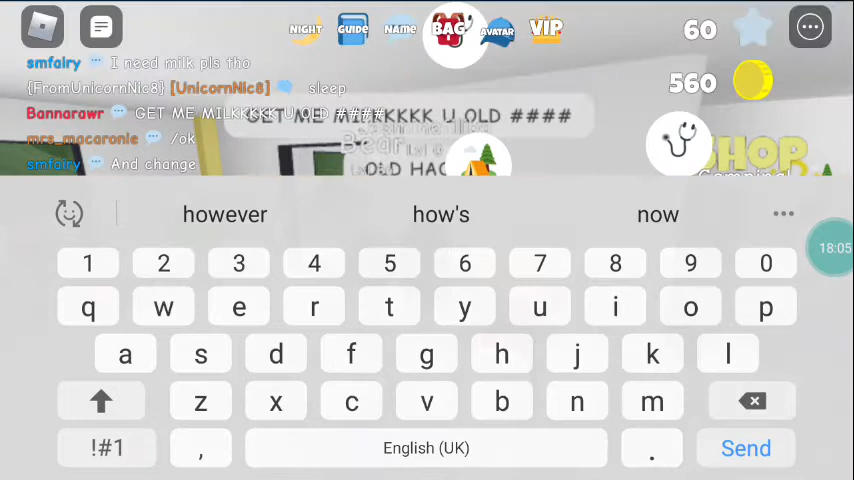 NIGHT GUIDE NAME BAG AVATAR VIP 60
smfairy I need milk pls tho
{FromUnicornNic8} [UnicornNic8] sleep
560
Bannarawr GET ME MILKKKKK U OLD ####
GET ME MILKKKKK U OLD ####
mrs_macaronie /ok
Bear
SHOP
smfairy And change
OLD HAG
Camping!
however how's now
18:05
1 2 3 4 5 6 7 8 9 0
q w e r t y u i o p
a s d f g h j k l
z x c v b n m
!#1 , English (UK) . Send